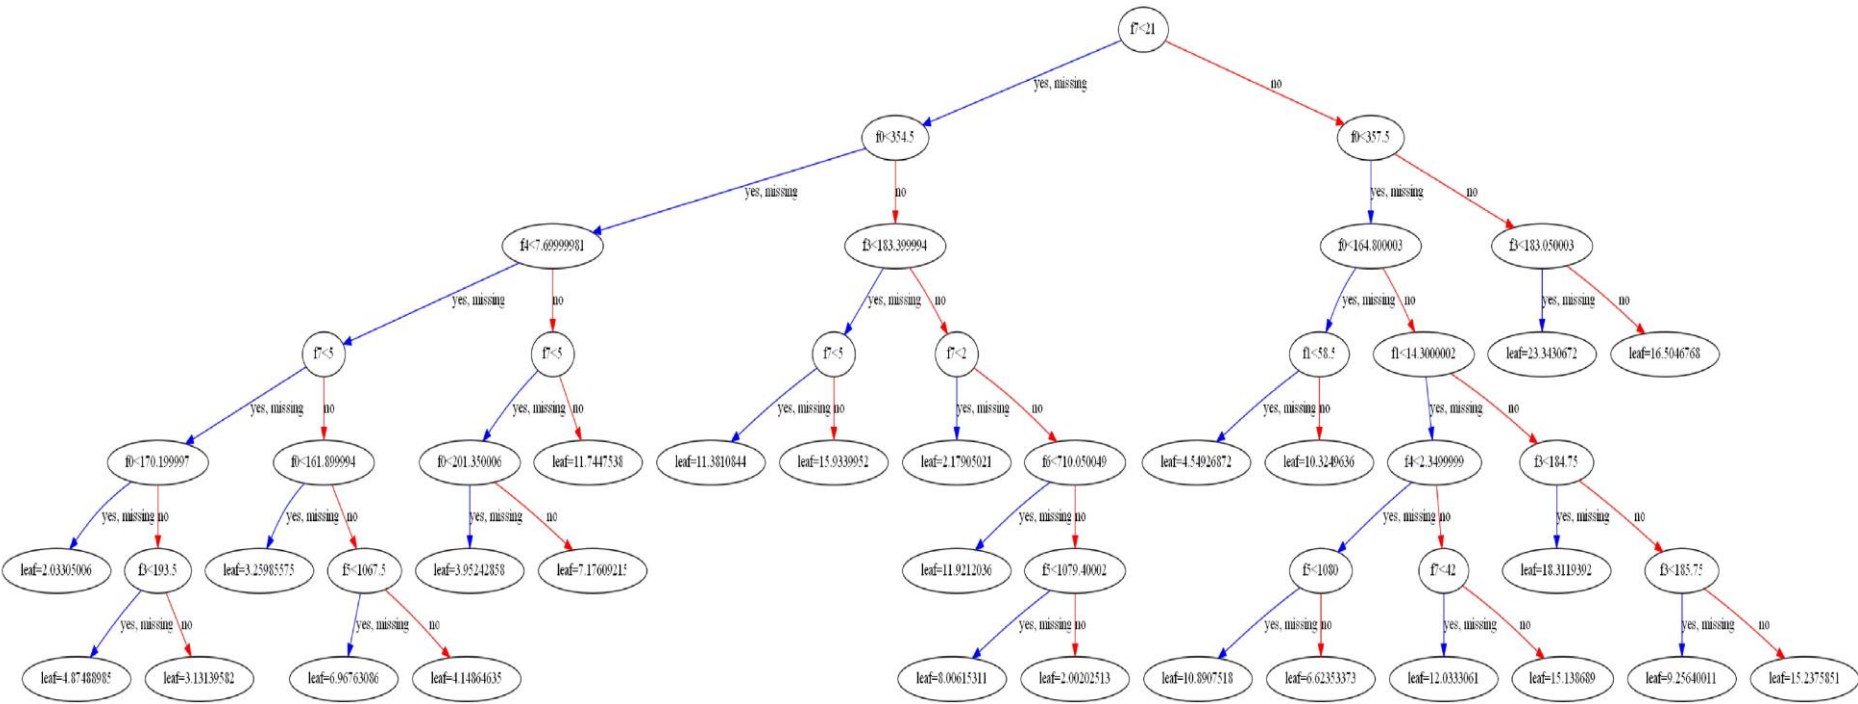 f7<21
yes, missing
no
f0<354.5
f0<357.5
yes, missing
no
yes, missing
no
f4<7.69999981
f3<183.399994
f0<164.800003
f3<183.050003
yes, missing
no
yes, missing
no
yes, missing
no
yes, missing
no
f7<5
f7<5
f7<5
f7<2
f1<58.5
f1<14.3000002
leaf=23.3430672
leaf=16.5046768
yes, missing
no
yes, missing
no
yes, missing
no
yes, missing
no
yes, missing
no
yes, missing
no
f0<170.199997
f0<161.899994
f0<201.350006
leaf=11.7447538
leaf=11.3810844
leaf=15.9339952
leaf=2.17905021
f6<710.050049
leaf=4.54926872
leaf=10.3249636
f4<2.3499999
f3<184.75
yes, missing
no
yes, missing
no
yes, missing
no
yes, missing
no
yes, missing
no
yes, missing
no
leaf=2.03305006
f3<193.5
leaf=3.25985575
f5<1067.5
leaf=3.95242858
leaf=7.17609215
leaf=11.9212036
f5<1079.40002
f5<1080
f7<42
leaf=18.3119392
f3<185.75
yes, missing
no
yes, missing
no
yes, missing
no
yes, missing
no
yes, missing
no
yes, missing
no
leaf=4.87488985
leaf=3.13139582
leaf=6.96763086
leaf=4.14864635
leaf=8.00615311
leaf=2.00202513
leaf=10.8907518
leaf=6.62353373
leaf=12.0333061
leaf=15.138689
leaf=9.25640011
leaf=15.2375851